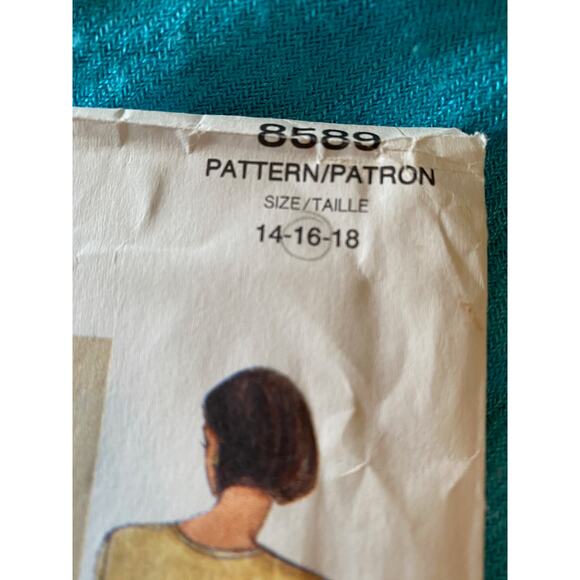 8589
PATTERN/PATRON
SIZE/TAILLE
14-16-18